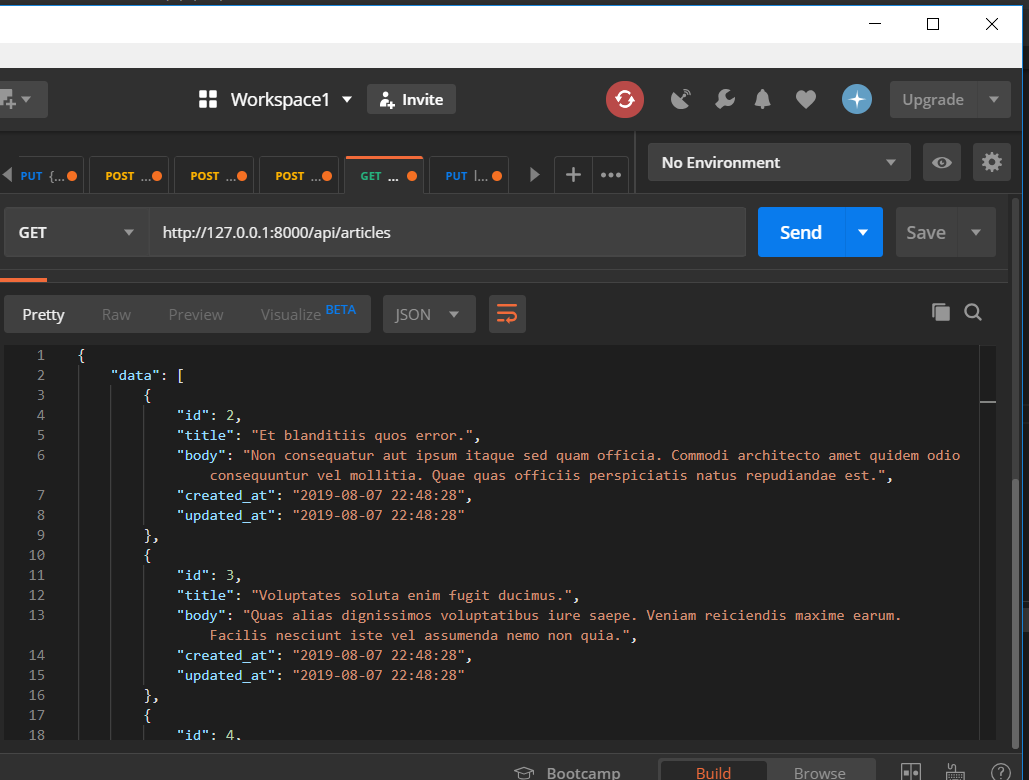 Workspace1 Invite Upgrade
PUT {... POST ... POST ... POST ... GET ... PUT |... No Environment
GET http://127.0.0.1:8000/api/articles Send Save
Pretty Raw Preview Visualize BETA JSON
1 {
2 "data": [
3 {
4 "id": 2,
5 "title": "Et blanditiis quos error.",
6 "body": "Non consequatur aut ipsum itaque sed quam officia. Commodi architecto amet quidem odio
consequuntur vel mollitia. Quae quas officiis perspiciatis natus repudiandae est.",
7 "created_at": "2019-08-07 22:48:28",
8 "updated_at": "2019-08-07 22:48:28"
9 },
10 {
11 "id": 3,
12 "title": "Voluptates soluta enim fugit ducimus.",
13 "body": "Quas alias dignissimos voluptatibus iure saepe. Veniam reiciendis maxime earum.
Facilis nesciunt iste vel assumenda nemo non quia.",
14 "created_at": "2019-08-07 22:48:28",
15 "updated_at": "2019-08-07 22:48:28"
16 },
17 {
18 "id": 4,
Bootcamp Build Browse